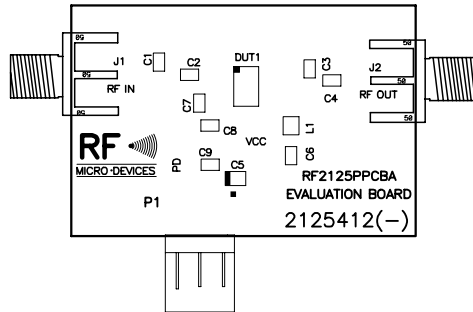 J1
C1
C2
DUT1
C3
J2
50
50
50
50
RF IN
C4
RF OUT
C7
C8
VCC
L1
RF
MICRO·DEVICES
PD
C9
C5
C6
P1
RF2125PPCBA
EVALUATION BOARD
2125412(-)